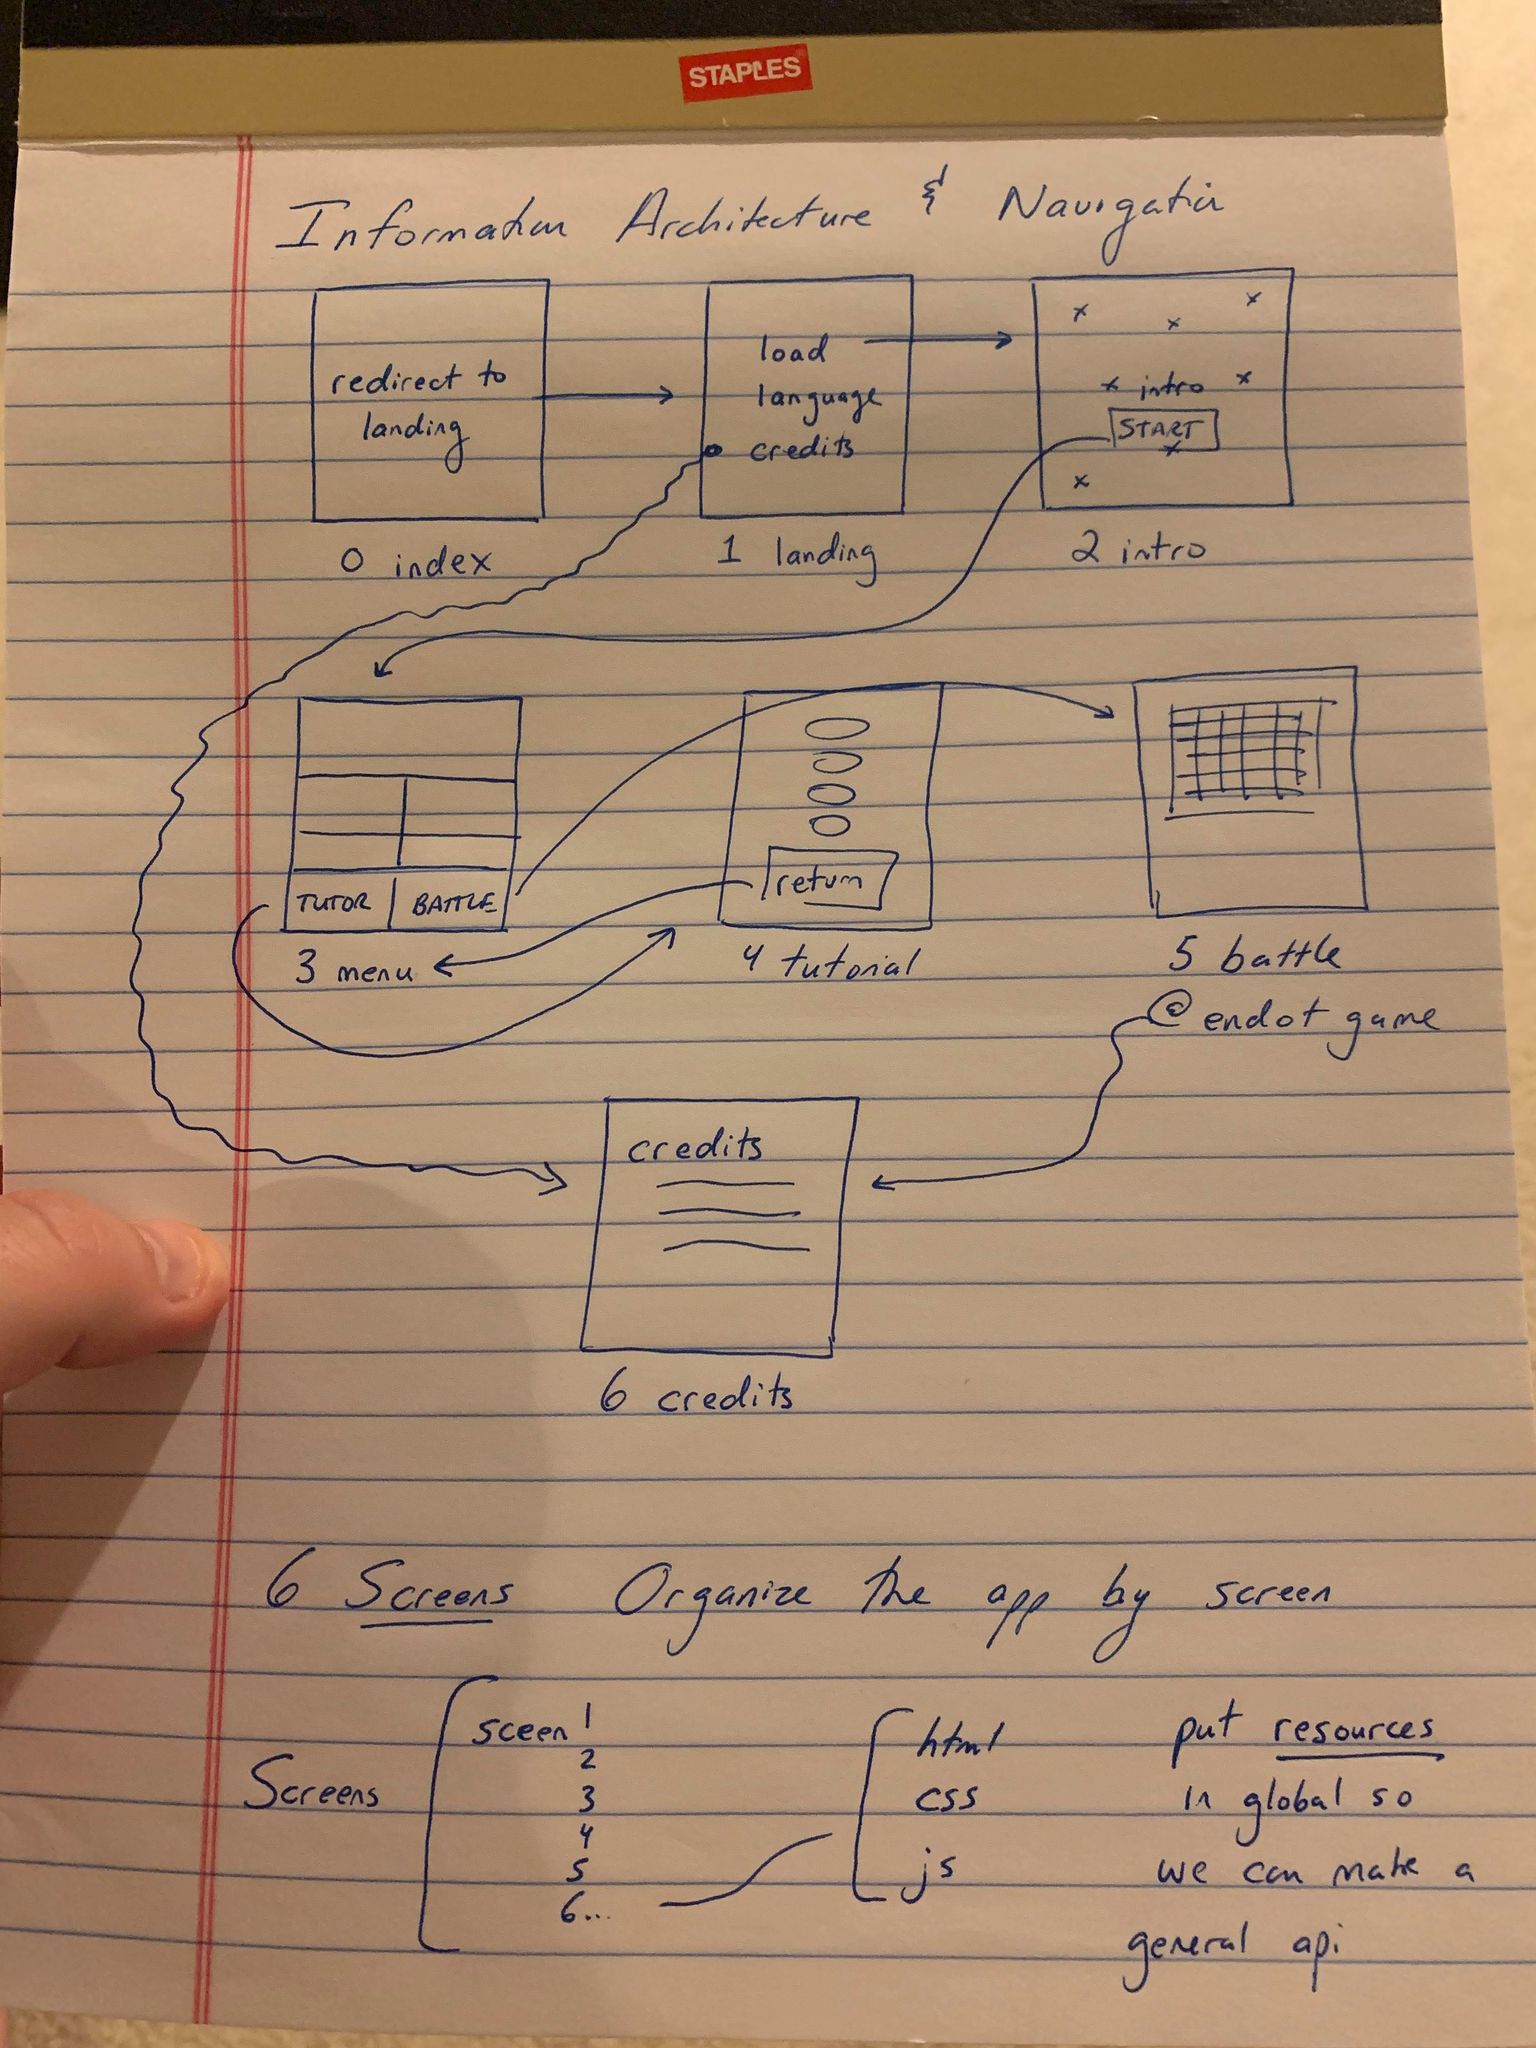 STAPLES
Information Architecture & Navigation
redirect to
landing
0 index
load
language
credits
1 landing
intro
START
2 intro
TUTOR BATTLE
3 menu
return
4 tutorial
5 battle
@ end of game
credits
6 credits
6 Screens Organize the app by screen
Screens
sceen 1
2
3
4
5
6...
html
css
js
put resources
in global so
we can make a
general api